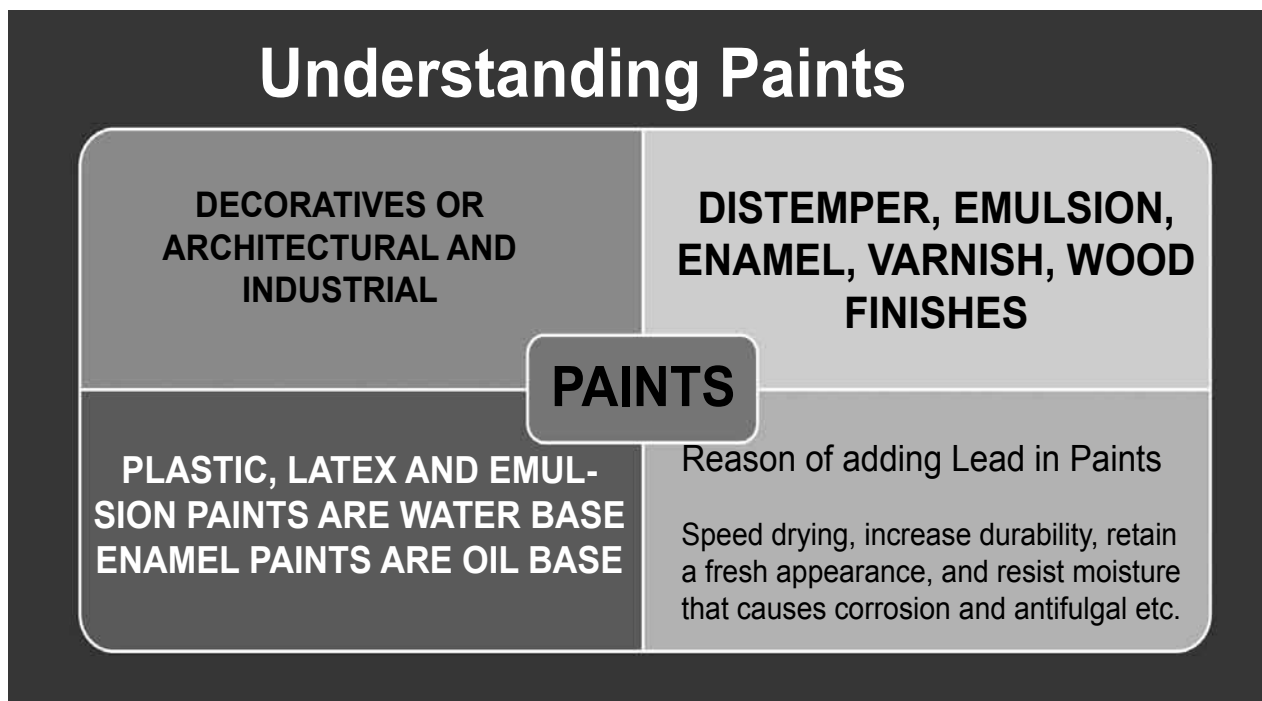 Understanding Paints
DECORATIVES OR
ARCHITECTURAL AND
INDUSTRIAL
DISTEMPER, EMULSION,
ENAMEL, VARNISH, WOOD
FINISHES
PAINTS
PLASTIC, LATEX AND EMUL-
SION PAINTS ARE WATER BASE
ENAMEL PAINTS ARE OIL BASE
Reason of adding Lead in Paints
Speed drying, increase durability, retain
a fresh appearance, and resist moisture
that causes corrosion and antifulgal etc.